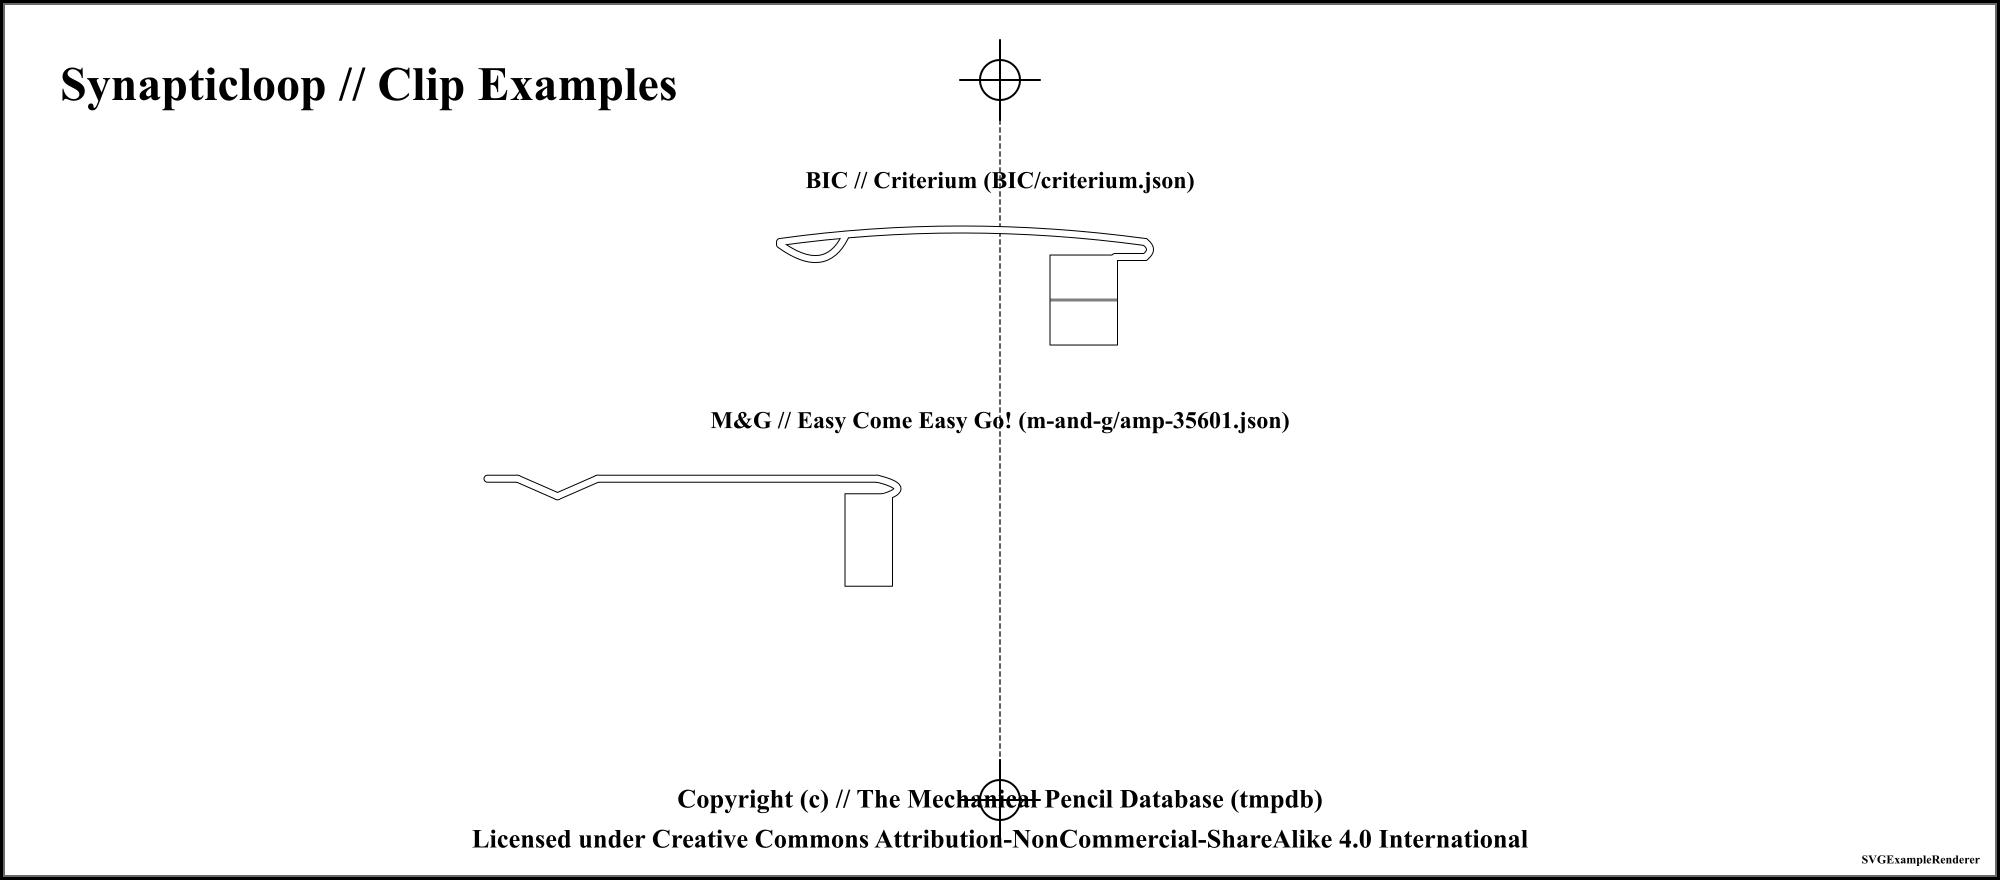 Synapticloop // Clip Examples
BIC // Criterium (BIC/criterium.json)
M&G // Easy Come Easy Go! (m-and-g/amp-35601.json)
Copyright (c) // The Mechanical Pencil Database (tmpdb)
Licensed under Creative Commons Attribution-NonCommercial-ShareAlike 4.0 International
SVGExampleRenderer